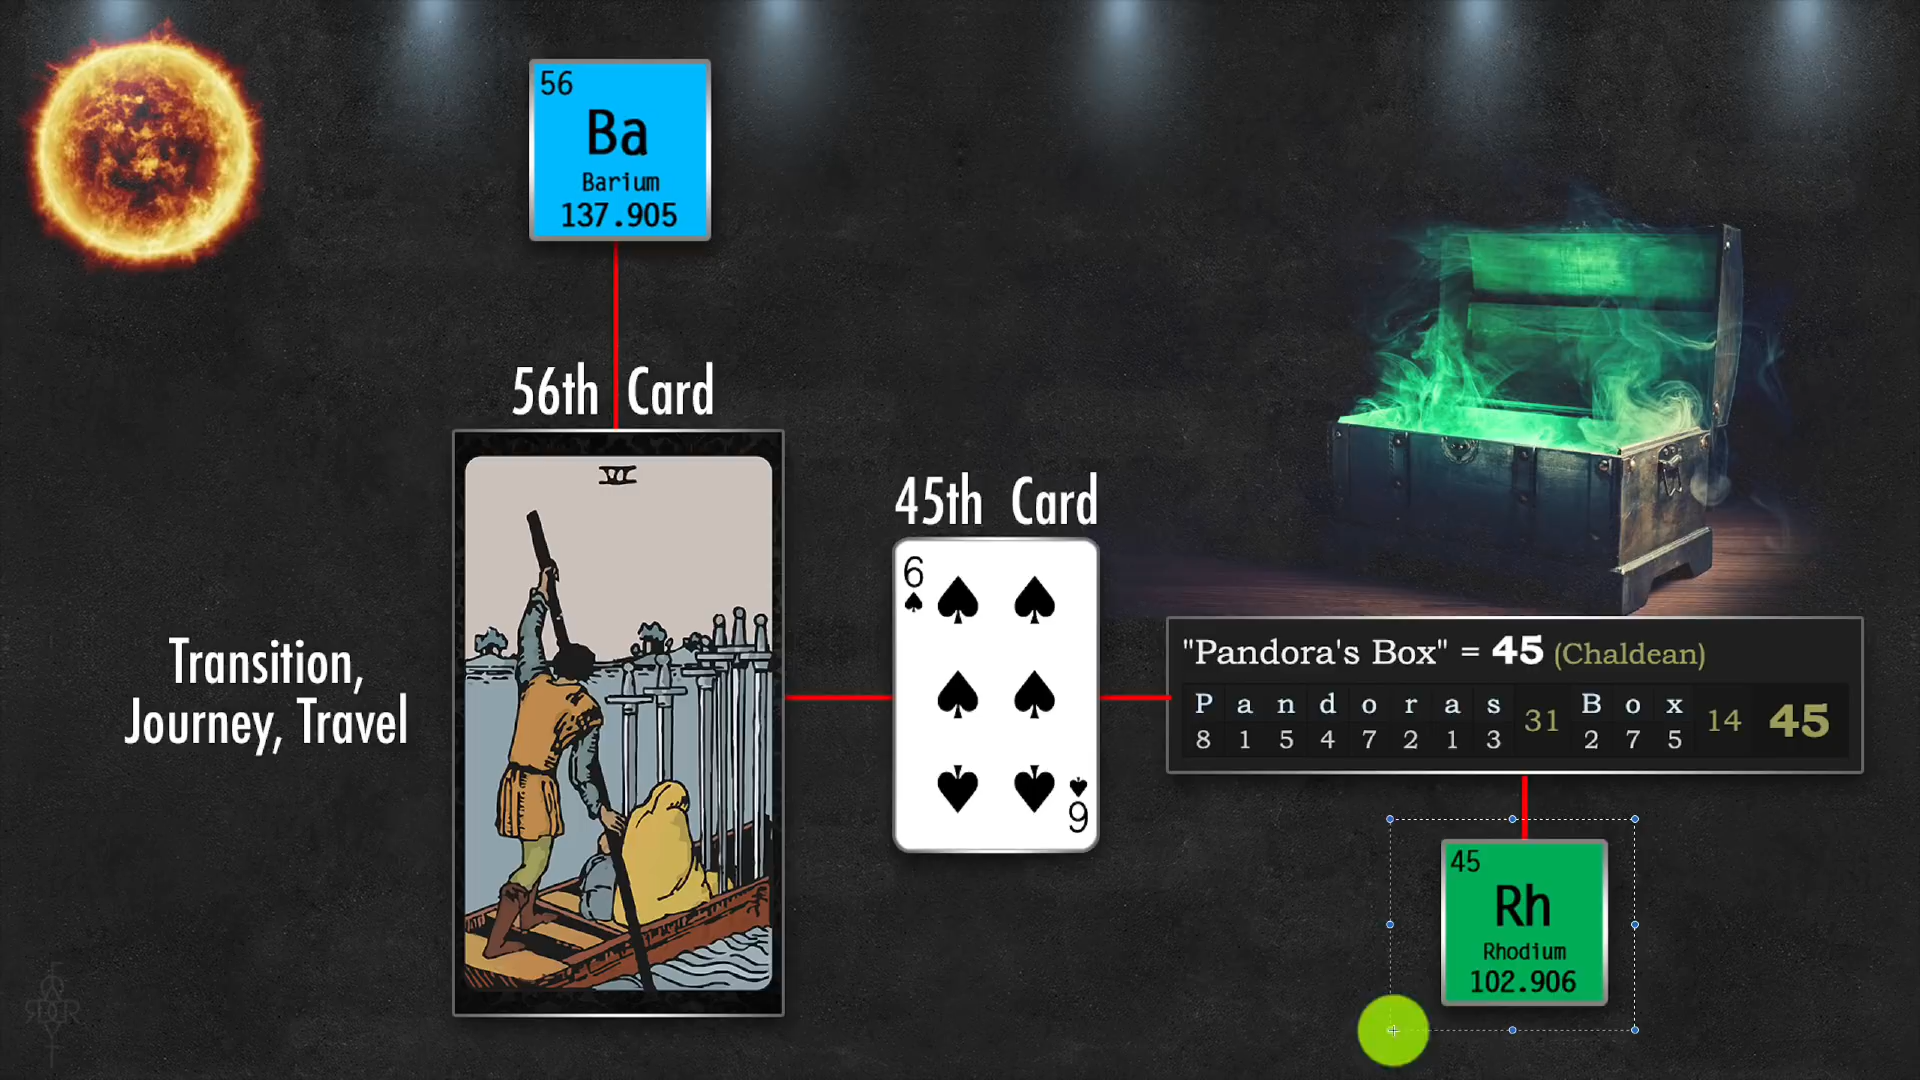 56
Ba
Barium
137.905
56th Card
VI
Transition,
Journey, Travel
45th Card
6
6
"Pandora's Box" = 45 (Chaldean)
P a n d o r a s 31 B o x 14 45
8 1 5 4 7 2 1 3 2 7 5
45
Rh
Rhodium
102.906